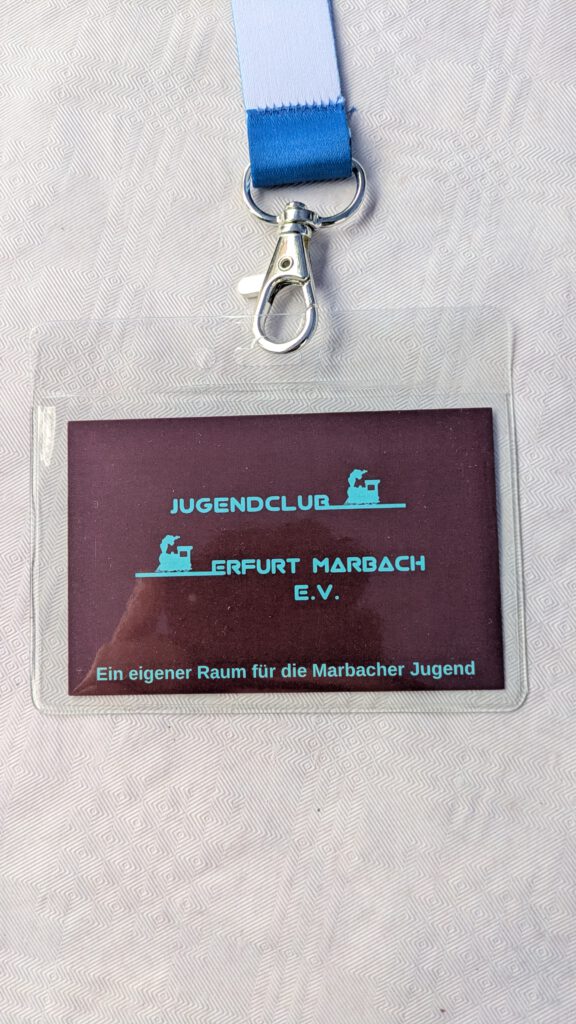 JUGENDCLUB
ERFURT MARBACH
E.V.
Ein eigener Raum für die Marbacher Jugend